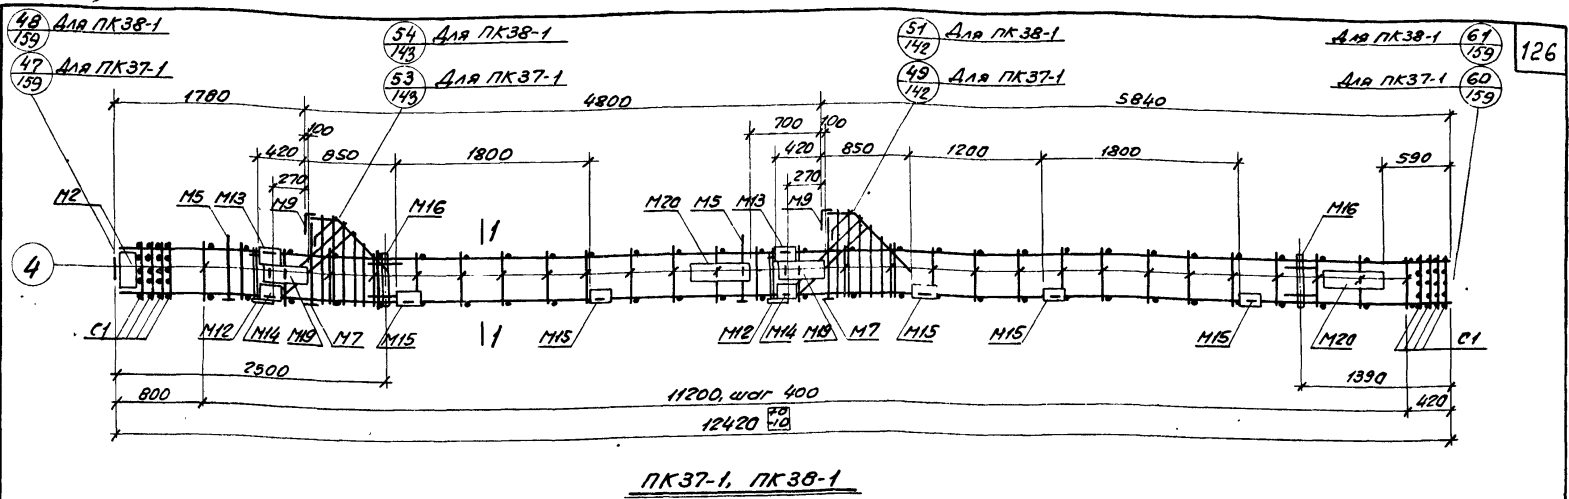 48 Для ПК38-1
159
47 Для ПК37-1
159
54 Для ПК38-1
143
53 Для ПК37-1
143
51 Для ПК38-1
142
49 Для ПК37-1
142
Для ПК38-1 61
159
Для ПК37-1 60
159
126
1780 4800 5840
100 700 100
420 850 1800 420 850 1200 1800 590
270 270
М2 М5 М13 М9 М16 М20 М5 М13 М9 М16
1
4
С1 М12 М14 М19 М7 М15 М15 М12 М14 М19 М7 М15 М15 М15 М20 С1
1
2500 1390
800 11200, шаг 400 420
12420 +0
-10
ПК37-1, ПК38-1